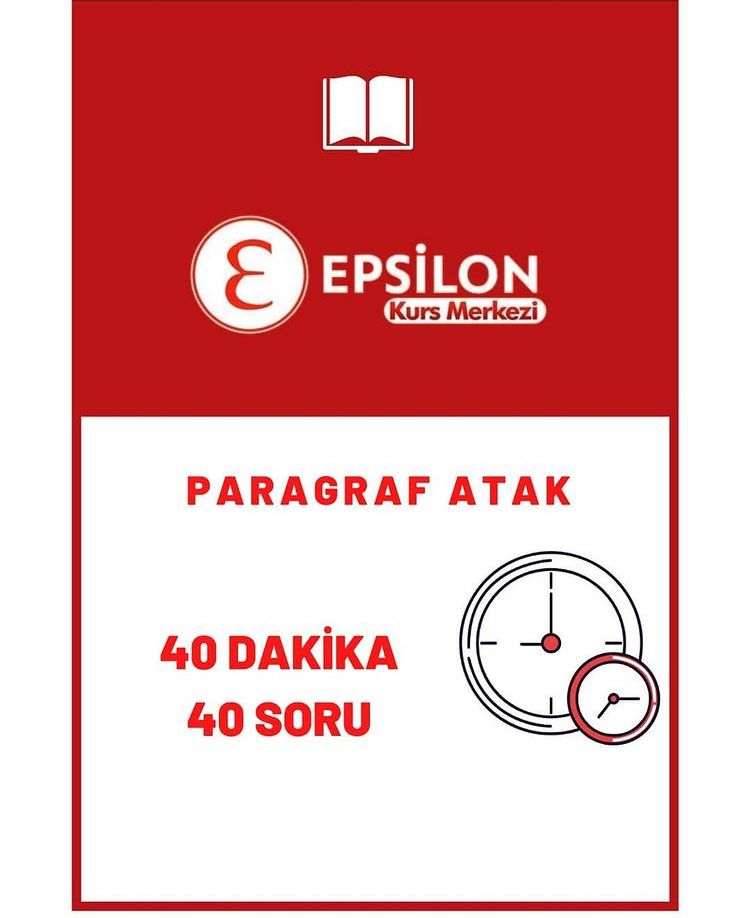 ε EPSİLON
Kurs Merkezi
PARAGRAF ATAK
40 DAKİKA
40 SORU